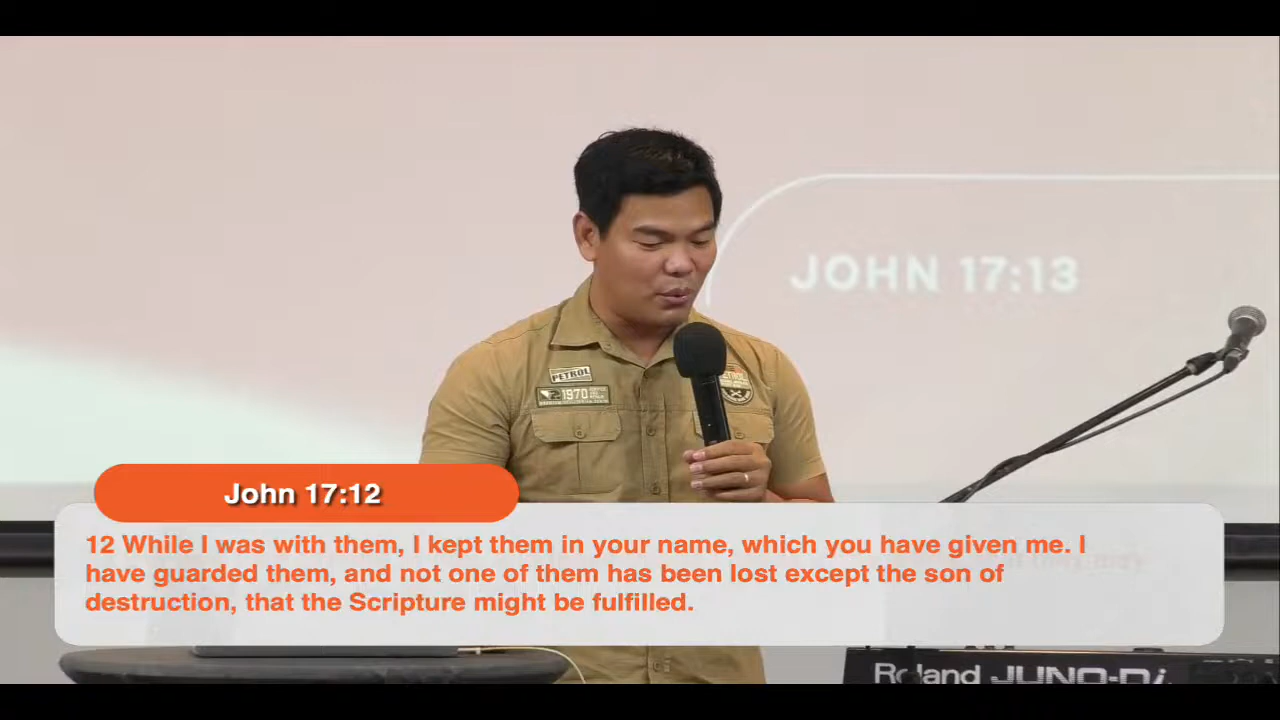 JOHN 17:13
PETROL
1970
John 17:12
12 While I was with them, I kept them in your name, which you have given me. I
have guarded them, and not one of them has been lost except the son of
destruction, that the Scripture might be fulfilled.
Roland JUNO-Di